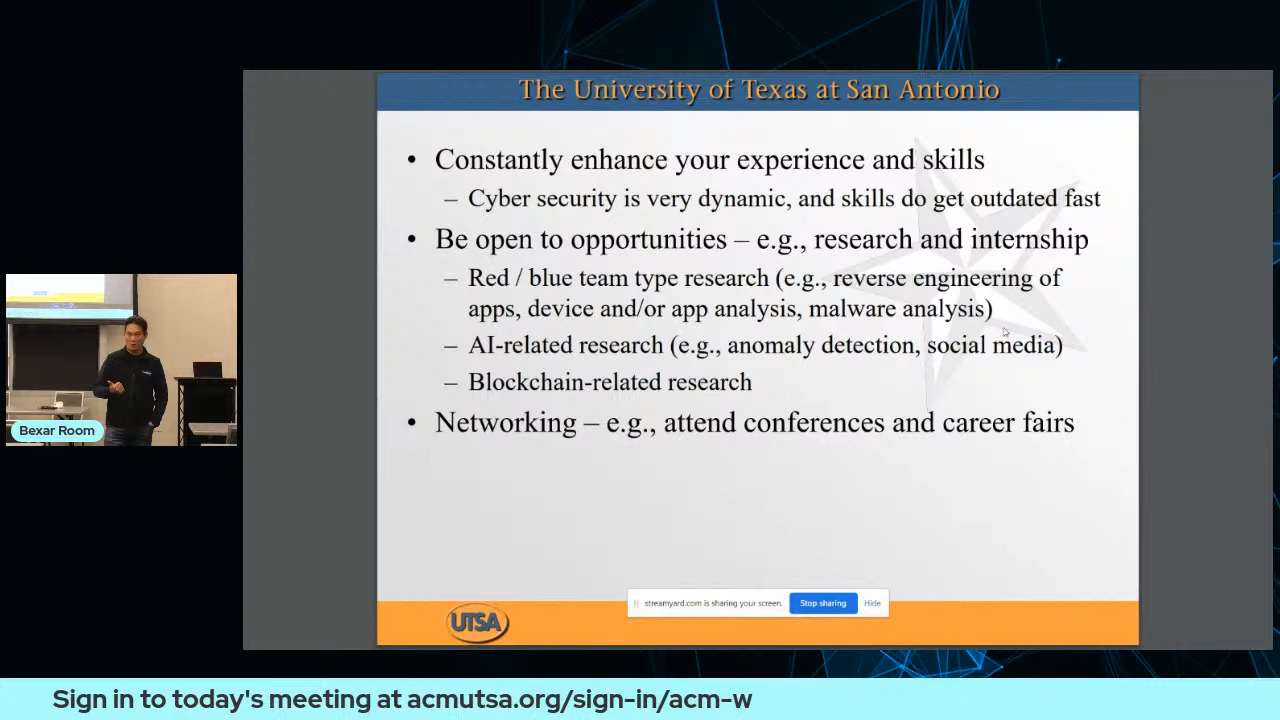 The University of Texas at San Antonio
• Constantly enhance your experience and skills
– Cyber security is very dynamic, and skills do get outdated fast
• Be open to opportunities – e.g., research and internship
– Red / blue team type research (e.g., reverse engineering of
apps, device and/or app analysis, malware analysis)
– AI-related research (e.g., anomaly detection, social media)
– Blockchain-related research
• Networking – e.g., attend conferences and career fairs
Bexar Room
streamyard.com is sharing your screen. Stop sharing Hide
UTSA
Sign in to today's meeting at acmutsa.org/sign-in/acm-w